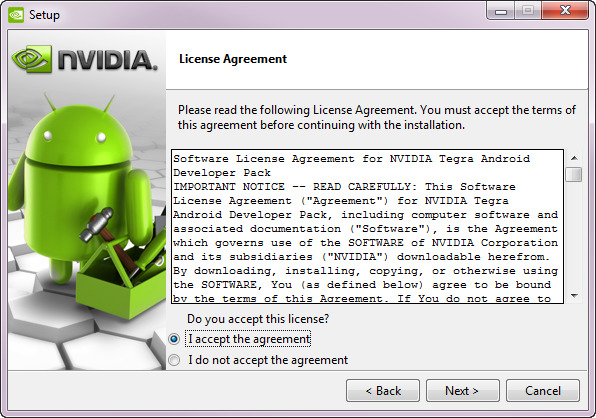 Setup
NVIDIA.
License Agreement
Please read the following License Agreement. You must accept the terms of
this agreement before continuing with the installation.
Software License Agreement for NVIDIA Tegra Android
Developer Pack
IMPORTANT NOTICE -- READ CAREFULLY: This Software
License Agreement ("Agreement") for NVIDIA Tegra
Android Developer Pack, including computer software and
associated documentation ("Software"), is the Agreement
which governs use of the SOFTWARE of NVIDIA Corporation
and its subsidiaries ("NVIDIA") downloadable herefrom.
By downloading, installing, copying, or otherwise using
the SOFTWARE, You (as defined below) agree to be bound
by the terms of this Agreement. If You do not agree to
Do you accept this license?
I accept the agreement
I do not accept the agreement
< Back
Next >
Cancel